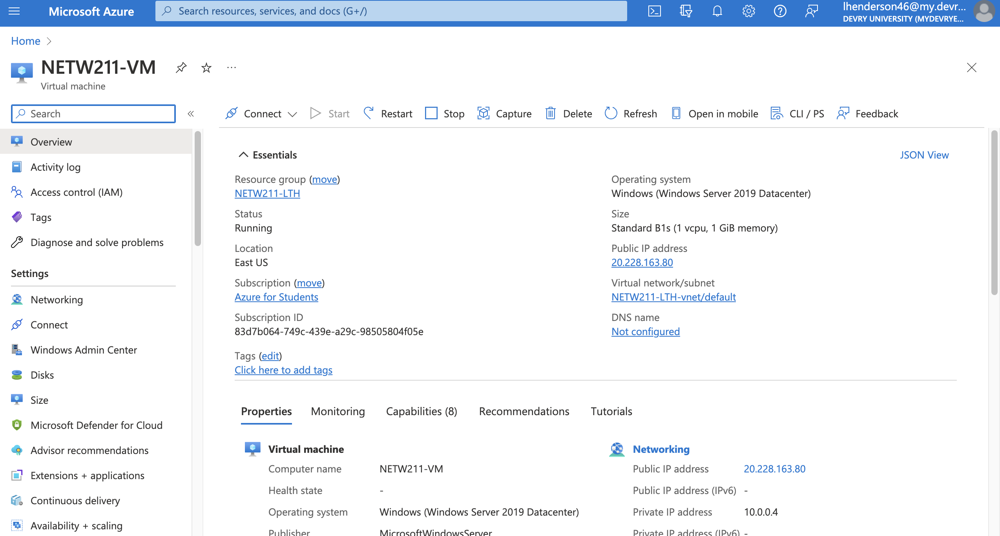 Microsoft Azure
Search resources, services, and docs (G+/)
lhenderson46@my.devr...
DEVRY UNIVERSITY (MYDEVRYE...
Home
NETW211-VM
Virtual machine
Search
Connect
Start
Restart
Stop
Capture
Delete
Refresh
Open in mobile
CLI / PS
Feedback
Overview
Activity log
Access control (IAM)
Tags
Diagnose and solve problems
Settings
Networking
Connect
Windows Admin Center
Disks
Size
Microsoft Defender for Cloud
Advisor recommendations
Extensions + applications
Continuous delivery
Availability + scaling
Essentials
JSON View
Resource group (move)
NETW211-LTH
Status
Running
Location
East US
Subscription (move)
Azure for Students
Subscription ID
83d7b064-749c-439e-a29c-98505804f05e
Tags (edit)
Click here to add tags
Operating system
Windows (Windows Server 2019 Datacenter)
Size
Standard B1s (1 vcpu, 1 GiB memory)
Public IP address
20.228.163.80
Virtual network/subnet
NETW211-LTH-vnet/default
DNS name
Not configured
Properties
Monitoring
Capabilities (8)
Recommendations
Tutorials
Virtual machine
Computer name NETW211-VM
Health state -
Operating system Windows (Windows Server 2019 Datacenter)
Publisher MicrosoftWindowsServer
Networking
Public IP address 20.228.163.80
Public IP address (IPv6) -
Private IP address 10.0.0.4
Private IP address (IPv6) -